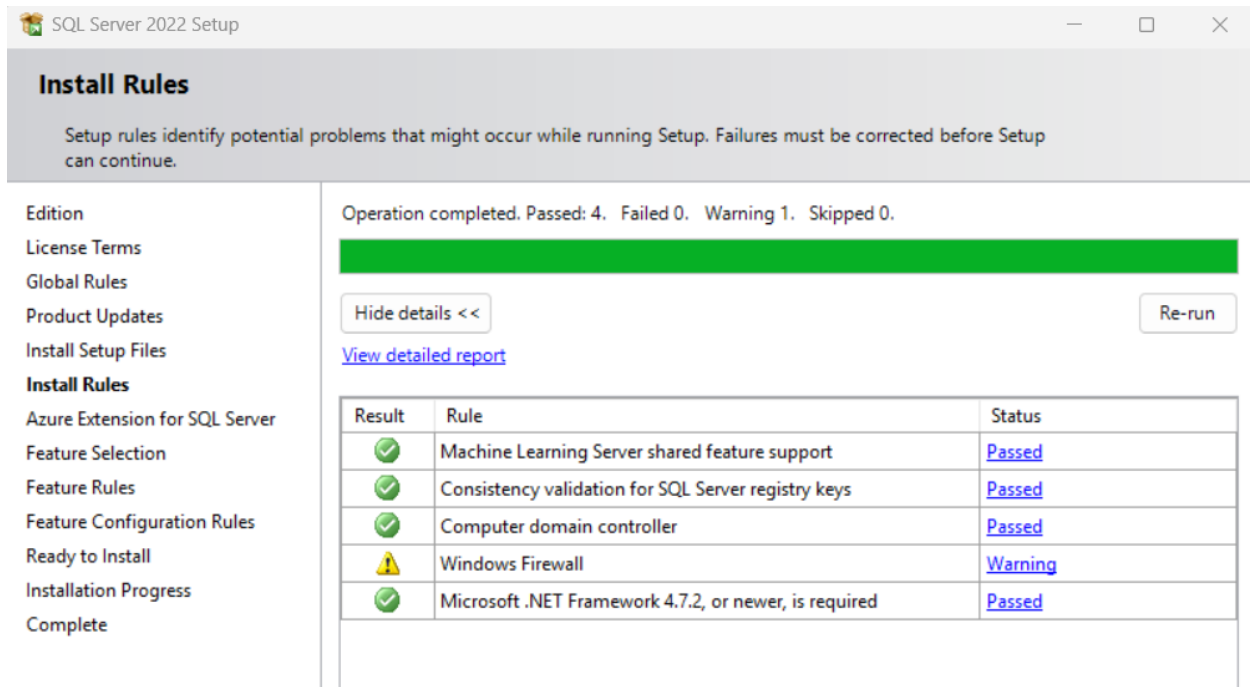 SQL Server 2022 Setup
Install Rules
Setup rules identify potential problems that might occur while running Setup. Failures must be corrected before Setup
can continue.
Edition
License Terms
Global Rules
Product Updates
Install Setup Files
Install Rules
Azure Extension for SQL Server
Feature Selection
Feature Rules
Feature Configuration Rules
Ready to Install
Installation Progress
Complete
Operation completed. Passed: 4.   Failed 0.   Warning 1.   Skipped 0.
Hide details <<
Re-run
View detailed report
Result Rule Status
Machine Learning Server shared feature support Passed
Consistency validation for SQL Server registry keys Passed
Computer domain controller Passed
Windows Firewall Warning
Microsoft .NET Framework 4.7.2, or newer, is required Passed